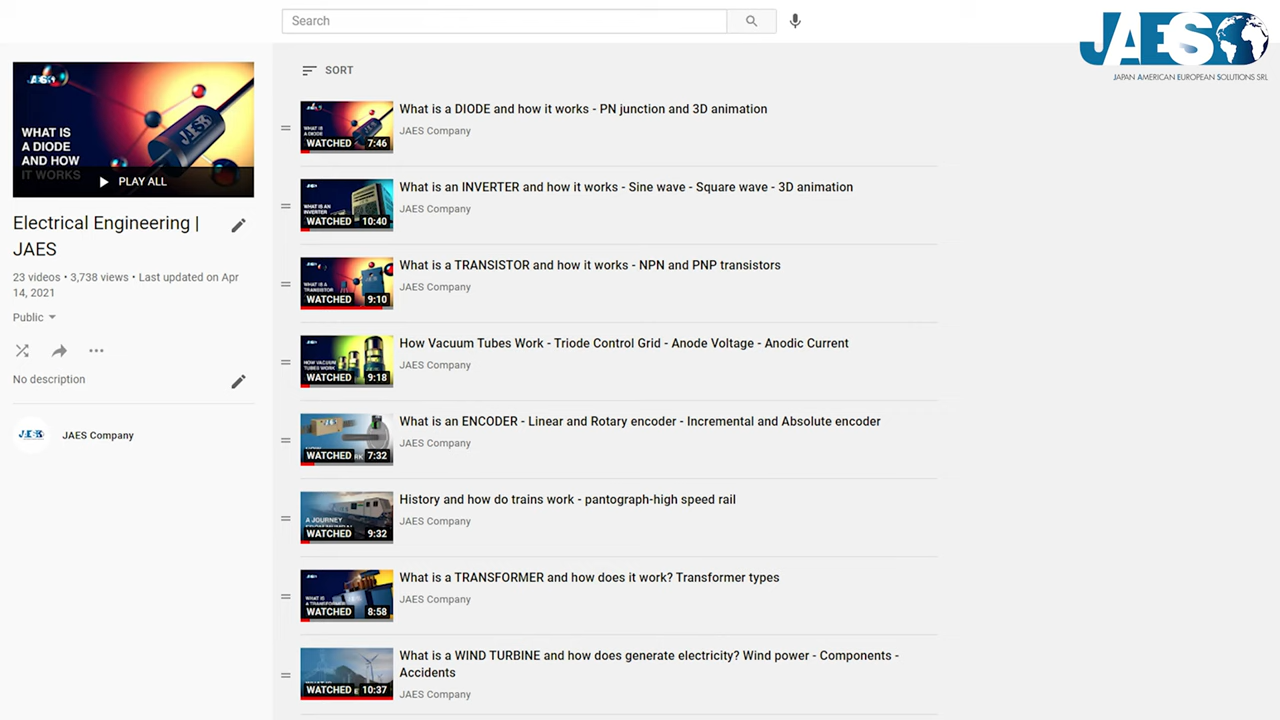 Search
JAES
JAPAN AMERICAN EUROPEAN SOLUTIONS SRL
JAES
WHAT IS
A DIODE
AND HOW
IT WORKS
JAES
PLAY ALL
Electrical Engineering |
JAES
23 videos • 3,738 views • Last updated on Apr
14, 2021
Public
No description
JAES
JAES Company
SORT
WHAT IS
A DIODE
WATCHED 7:46
What is a DIODE and how it works - PN junction and 3D animation
JAES Company
WHAT IS AN
INVERTER
WATCHED 10:40
What is an INVERTER and how it works - Sine wave - Square wave - 3D animation
JAES Company
WHAT IS A
TRANSISTOR
WATCHED 9:10
What is a TRANSISTOR and how it works - NPN and PNP transistors
JAES Company
HOW VACUUM
TUBES WORK
WATCHED 9:18
How Vacuum Tubes Work - Triode Control Grid - Anode Voltage - Anodic Current
JAES Company
WATCHED 7:32
What is an ENCODER - Linear and Rotary encoder - Incremental and Absolute encoder
JAES Company
A JOURNEY
WATCHED 9:32
History and how do trains work - pantograph-high speed rail
JAES Company
WHAT IS
A TRANSFORMER
WATCHED 8:58
What is a TRANSFORMER and how does it work? Transformer types
JAES Company
WATCHED 10:37
What is a WIND TURBINE and how does generate electricity? Wind power - Components -
Accidents
JAES Company